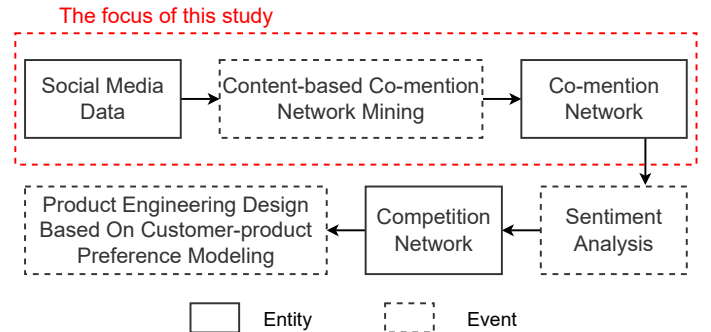 The focus of this study
Social Media
Data
Content-based Co-mention
Network Mining
Co-mention
Network
Product Engineering Design
Based On Customer-product
Preference Modeling
Competition
Network
Sentiment
Analysis
Entity
Event